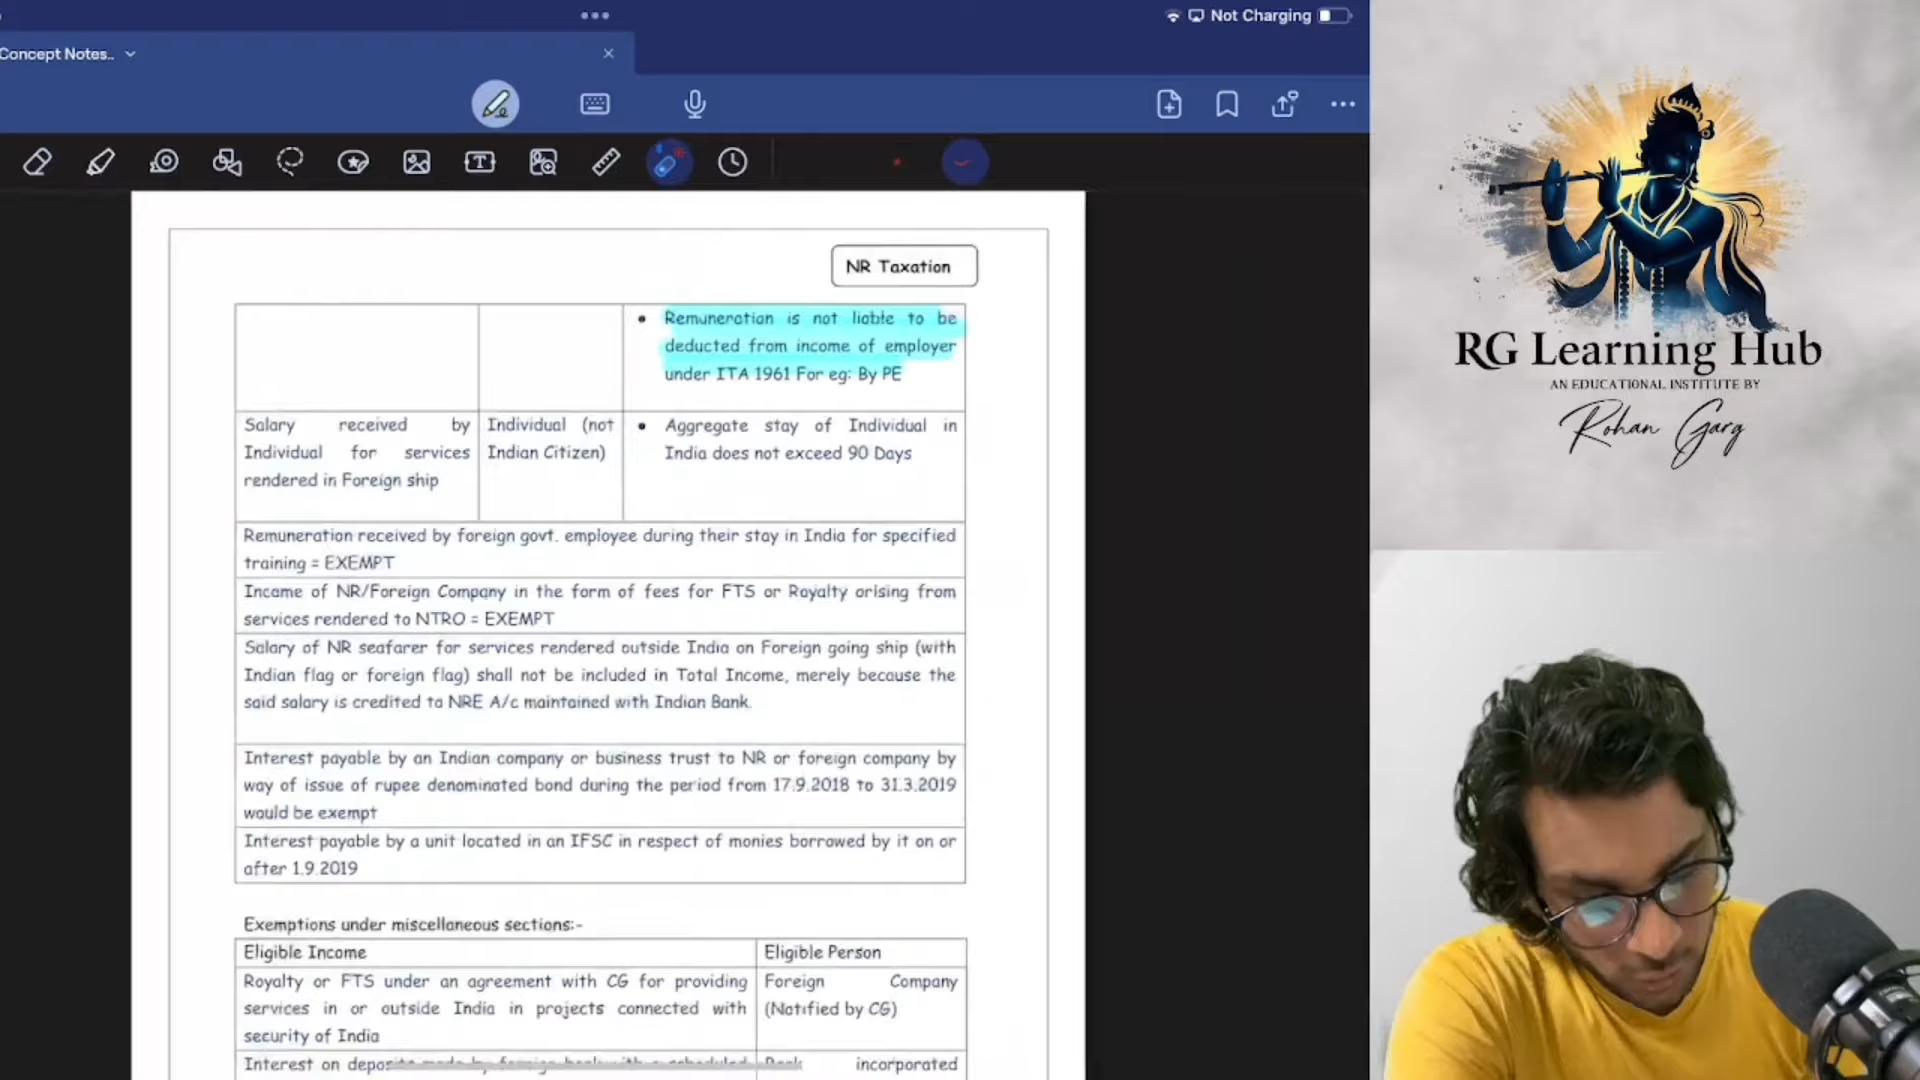 Not Charging
Concept Notes..
NR Taxation
Remuneration is not liable to be
deducted from income of employer
under ITA 1961 For eg: By PE
Salary received by
Individual for services
rendered in Foreign ship
Individual (not
Indian Citizen)
Aggregate stay of Individual in
India does not exceed 90 Days
Remuneration received by foreign govt. employee during their stay in India for specified
training = EXEMPT
Income of NR/Foreign Company in the form of fees for FTS or Royalty arising from
services rendered to NTRO = EXEMPT
Salary of NR seafarer for services rendered outside India on Foreign going ship (with
Indian flag or foreign flag) shall not be included in Total Income, merely because the
said salary is credited to NRE A/c maintained with Indian Bank.
Interest payable by an Indian company or business trust to NR or foreign company by
way of issue of rupee denominated bond during the period from 17.9.2018 to 31.3.2019
would be exempt
Interest payable by a unit located in an IFSC in respect of monies borrowed by it on or
after 1.9.2019
Exemptions under miscellaneous sections:-
Eligible Income
Eligible Person
Royalty or FTS under an agreement with CG for providing
services in or outside India in projects connected with
security of India
Foreign Company
(Notified by CG)
Interest on deposits made by foreign bank with a scheduled
Bank incorporated
RG Learning Hub
AN EDUCATIONAL INSTITUTE BY
Rohan Garg